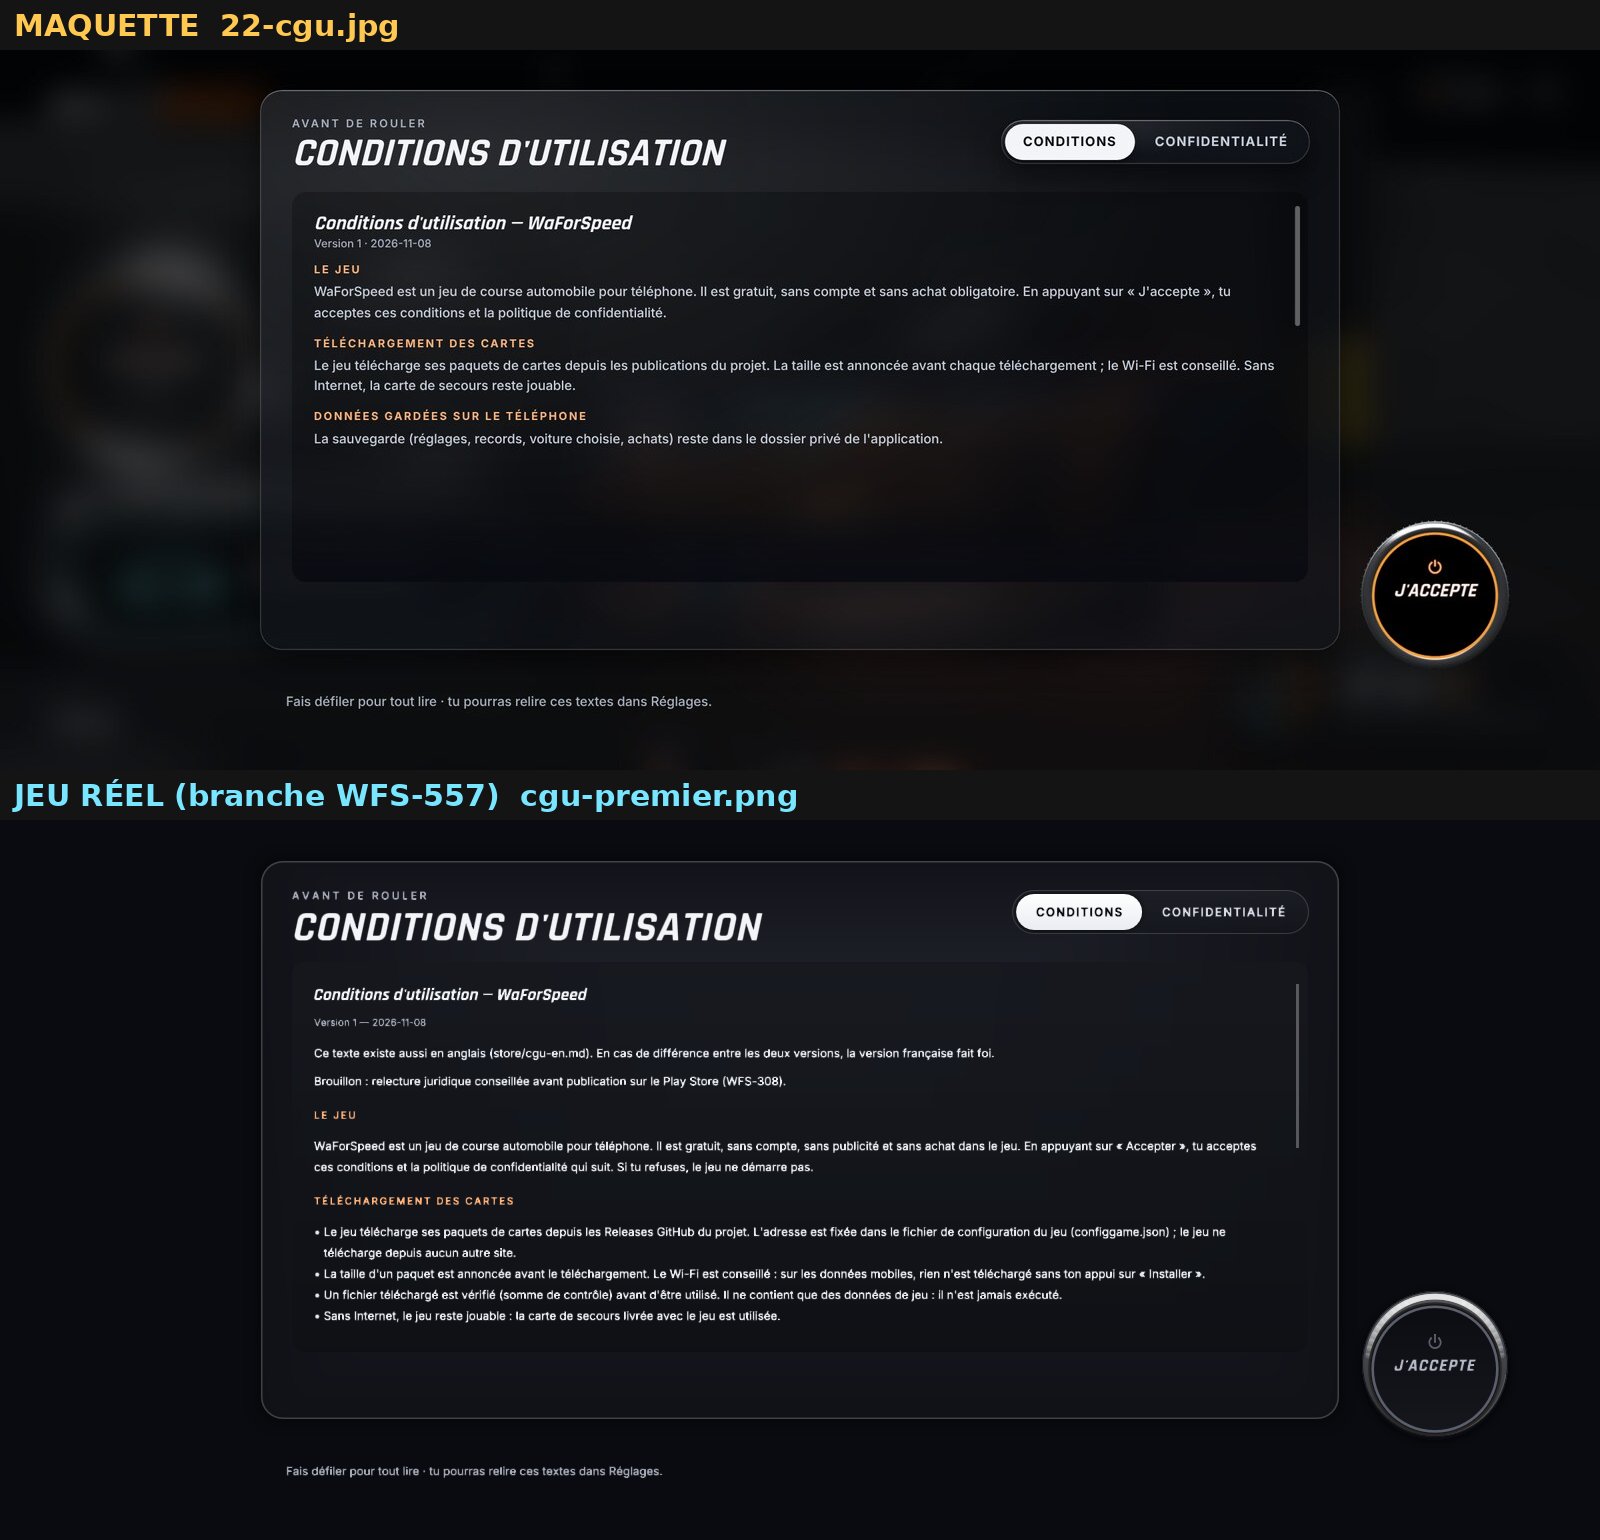 MAQUETTE 22-cgu.jpg
AVANT DE ROULER
CONDITIONS D'UTILISATION
CONDITIONS
CONFIDENTIALITÉ
Conditions d'utilisation – WaForSpeed
Version 1 · 2026-11-08
LE JEU
WaForSpeed est un jeu de course automobile pour téléphone. Il est gratuit, sans compte et sans achat obligatoire. En appuyant sur « J'accepte », tu
acceptes ces conditions et la politique de confidentialité.
TÉLÉCHARGEMENT DES CARTES
Le jeu télécharge ses paquets de cartes depuis les publications du projet. La taille est annoncée avant chaque téléchargement ; le Wi-Fi est conseillé. Sans
Internet, la carte de secours reste jouable.
DONNÉES GARDÉES SUR LE TÉLÉPHONE
La sauvegarde (réglages, records, voiture choisie, achats) reste dans le dossier privé de l'application.
J'ACCEPTE
Fais défiler pour tout lire · tu pourras relire ces textes dans Réglages.
JEU RÉEL (branche WFS-557) cgu-premier.png
AVANT DE ROULER
CONDITIONS D'UTILISATION
CONDITIONS
CONFIDENTIALITÉ
Conditions d'utilisation – WaForSpeed
Version 1 — 2026-11-08
Ce texte existe aussi en anglais (store/cgu-en.md). En cas de différence entre les deux versions, la version française fait foi.
Brouillon : relecture juridique conseillée avant publication sur le Play Store (WFS-308).
LE JEU
WaForSpeed est un jeu de course automobile pour téléphone. Il est gratuit, sans compte, sans publicité et sans achat dans le jeu. En appuyant sur « Accepter », tu acceptes
ces conditions et la politique de confidentialité qui suit. Si tu refuses, le jeu ne démarre pas.
TÉLÉCHARGEMENT DES CARTES
• Le jeu télécharge ses paquets de cartes depuis les Releases GitHub du projet. L'adresse est fixée dans le fichier de configuration du jeu (configgame.json) ; le jeu ne
télécharge depuis aucun autre site.
• La taille d'un paquet est annoncée avant le téléchargement. Le Wi-Fi est conseillé : sur les données mobiles, rien n'est téléchargé sans ton appui sur « Installer ».
• Un fichier téléchargé est vérifié (somme de contrôle) avant d'être utilisé. Il ne contient que des données de jeu : il n'est jamais exécuté.
• Sans Internet, le jeu reste jouable : la carte de secours livrée avec le jeu est utilisée.
J'ACCEPTE
Fais défiler pour tout lire · tu pourras relire ces textes dans Réglages.